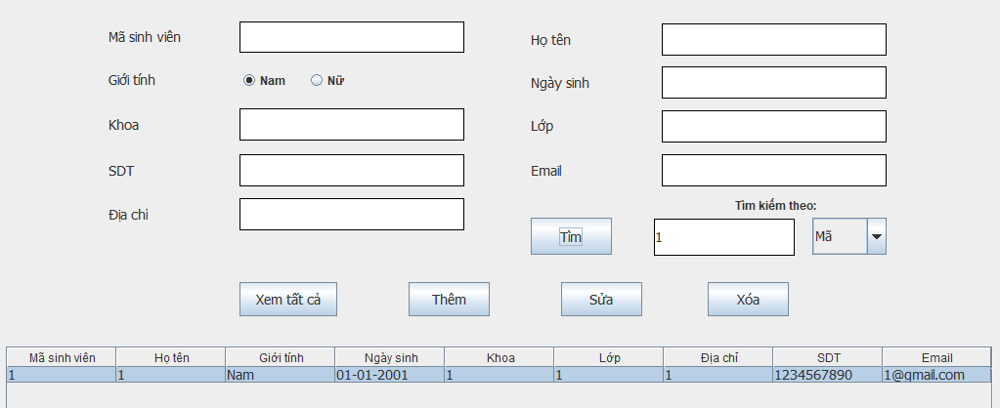 Mã sinh viên
Họ tên
Giới tính Nam Nữ
Ngày sinh
Khoa
Lớp
SDT
Email
Địa chỉ
Tìm kiếm theo:
Tìm 1 Mã
Xem tất cả Thêm Sửa Xóa
Mã sinh viên Họ tên Giới tính Ngày sinh Khoa Lớp Địa chỉ SDT Email
1 1 Nam 01-01-2001 1 1 1 1234567890 1@gmail.com